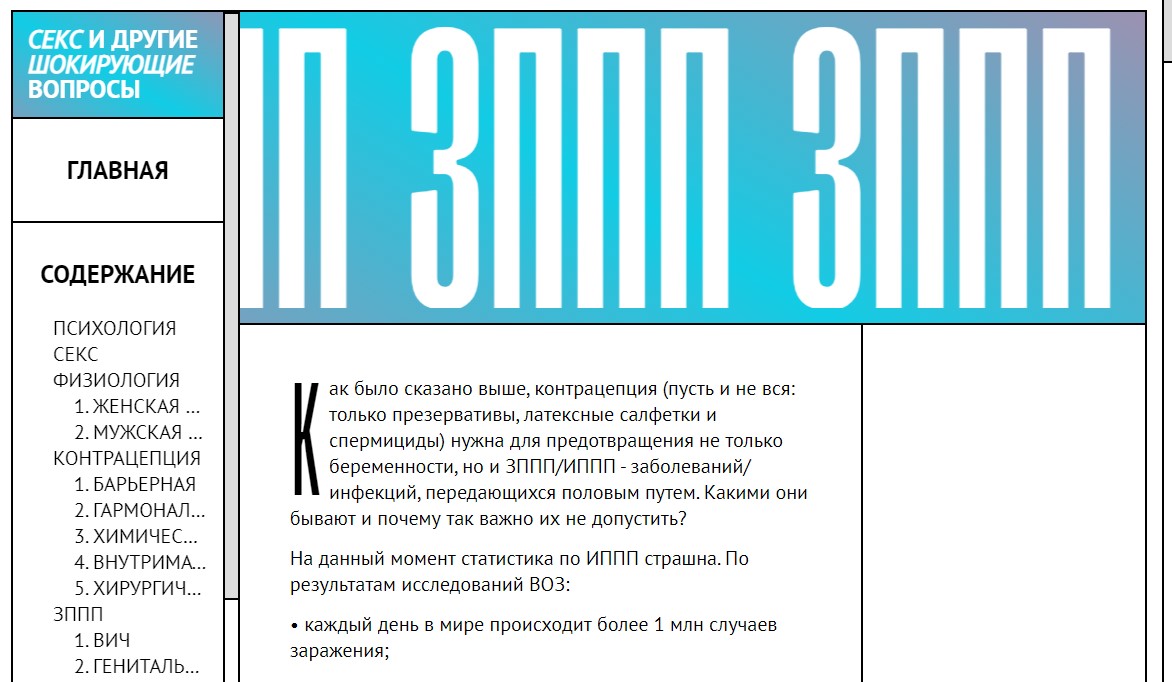 СЕКС И ДРУГИЕ
ШОКИРУЮЩИЕ
ВОПРОСЫ
ГЛАВНАЯ
СОДЕРЖАНИЕ
ПСИХОЛОГИЯ
СЕКС
ФИЗИОЛОГИЯ
1. ЖЕНСКАЯ ...
2. МУЖСКАЯ ...
КОНТРАЦЕПЦИЯ
1. БАРЬЕРНАЯ
2. ГАРМОНАЛ...
3. ХИМИЧЕС...
4. ВНУТРИМА...
5. ХИРУРГИЧ...
ЗППП
1. ВИЧ
2. ГЕНИТАЛЬ...
П ЗППП ЗППП
Как было сказано выше, контрацепция (пусть и не вся:
только презервативы, латексные салфетки и
спермициды) нужна для предотвращения не только
беременности, но и ЗППП/ИППП - заболеваний/
инфекций, передающихся половым путем. Какими они
бывают и почему так важно их не допустить?
На данный момент статистика по ИППП страшна. По
результатам исследований ВОЗ:
• каждый день в мире происходит более 1 млн случаев
заражения;